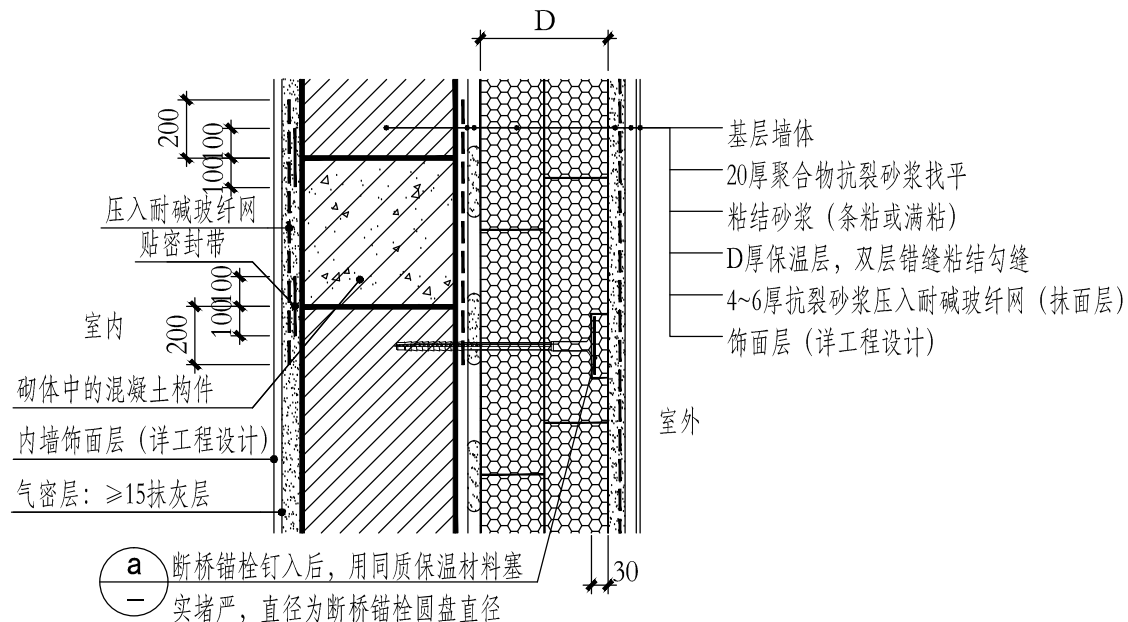 D
200
100
100
压入耐碱玻纤网
贴密封带
100
100
200
室内
砌体中的混凝土构件
内墙饰面层（详工程设计）
气密层：≥15抹灰层
基层墙体
20厚聚合物抗裂砂浆找平
粘结砂浆（条粘或满粘）
D厚保温层，双层错缝粘结勾缝
4~6厚抗裂砂浆压入耐碱玻纤网（抹面层）
饰面层（详工程设计）
室外
30
a
–
断桥锚栓钉入后，用同质保温材料塞
实堵严，直径为断桥锚栓圆盘直径